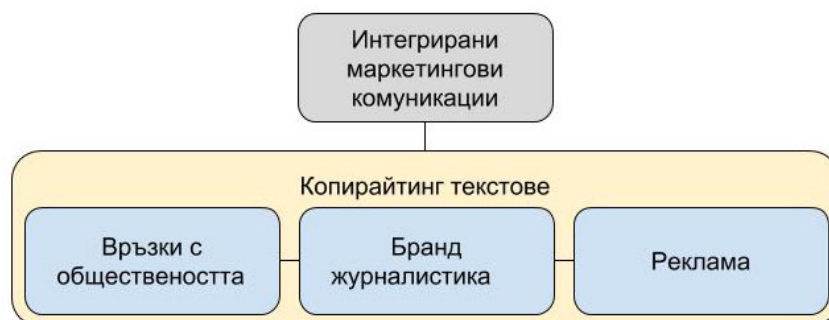 Интегрирани
маркетингови
комуникации
Копирайтинг текстове
Връзки с
обществеността
Бранд
журналистика
Реклама